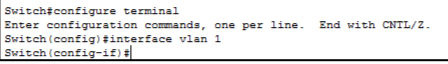 Switch#configure terminal
Enter configuration commands, one per line.  End with CNTL/Z.
Switch(config)#interface vlan 1
Switch(config-if)#